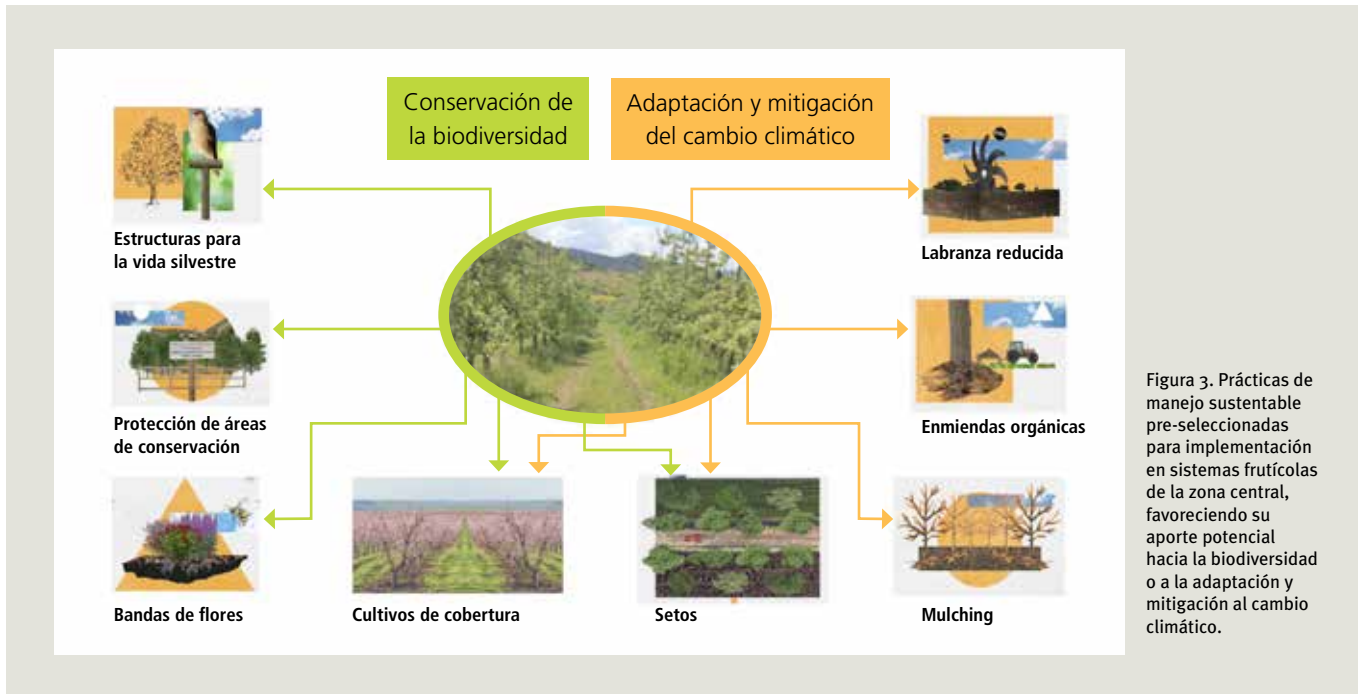 Conservación de
la biodiversidad
Adaptación y mitigación
del cambio climático
Estructuras para
la vida silvestre
Labranza reducida
Protección de áreas
de conservación
Enmiendas orgánicas
Bandas de flores
Cultivos de cobertura
Setos
Mulching
Figura 3. Prácticas de
manejo sustentable
pre-seleccionadas
para implementación
en sistemas frutícolas
de la zona central,
favoreciendo su
aporte potencial
hacia la biodiversidad
o a la adaptación y
mitigación al cambio
climático.